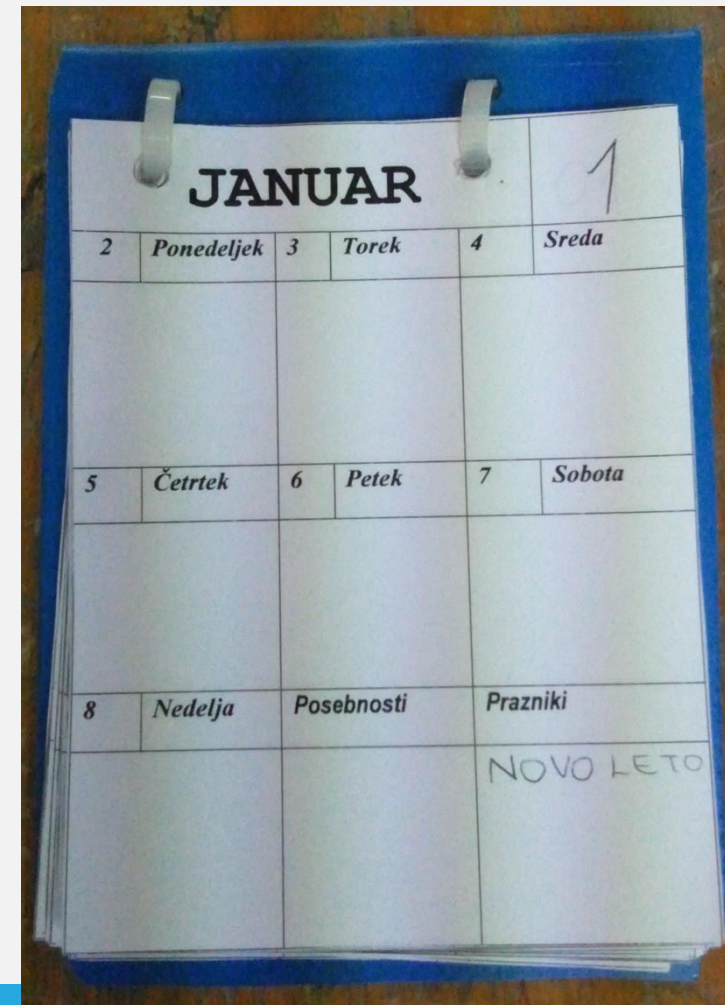 JANUAR 1
2 Ponedeljek 3 Torek 4 Sreda
5 Četrtek 6 Petek 7 Sobota
8 Nedelja Posebnosti Prazniki
NOVO LETO